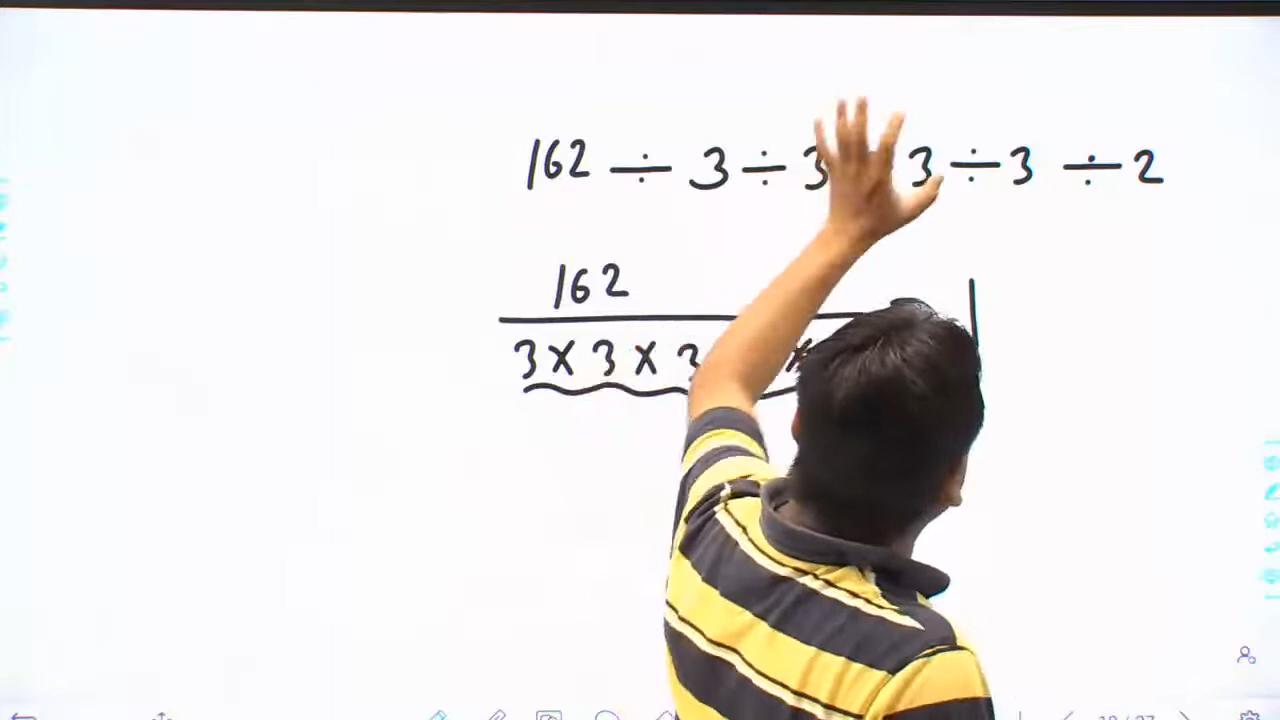 162 ÷ 3 ÷ 3 3 ÷ 3 ÷ 2
162
3 × 3 × 3 ×